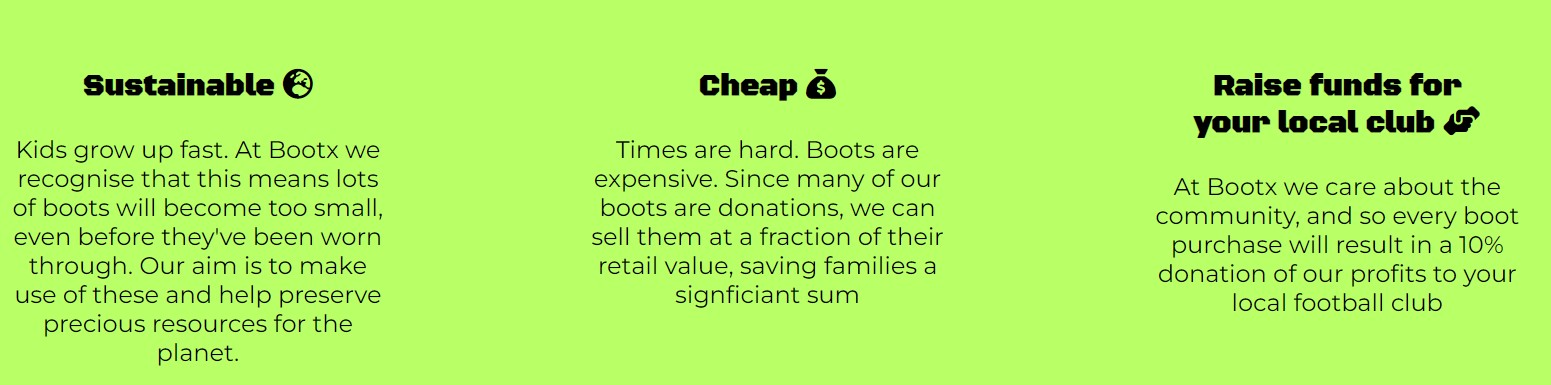 Sustainable
Kids grow up fast. At Bootx we
recognise that this means lots
of boots will become too small,
even before they've been worn
through. Our aim is to make
use of these and help preserve
precious resources for the
planet.
Cheap
Times are hard. Boots are
expensive. Since many of our
boots are donations, we can
sell them at a fraction of their
retail value, saving families a
signficiant sum
Raise funds for
your local club
At Bootx we care about the
community, and so every boot
purchase will result in a 10%
donation of our profits to your
local football club